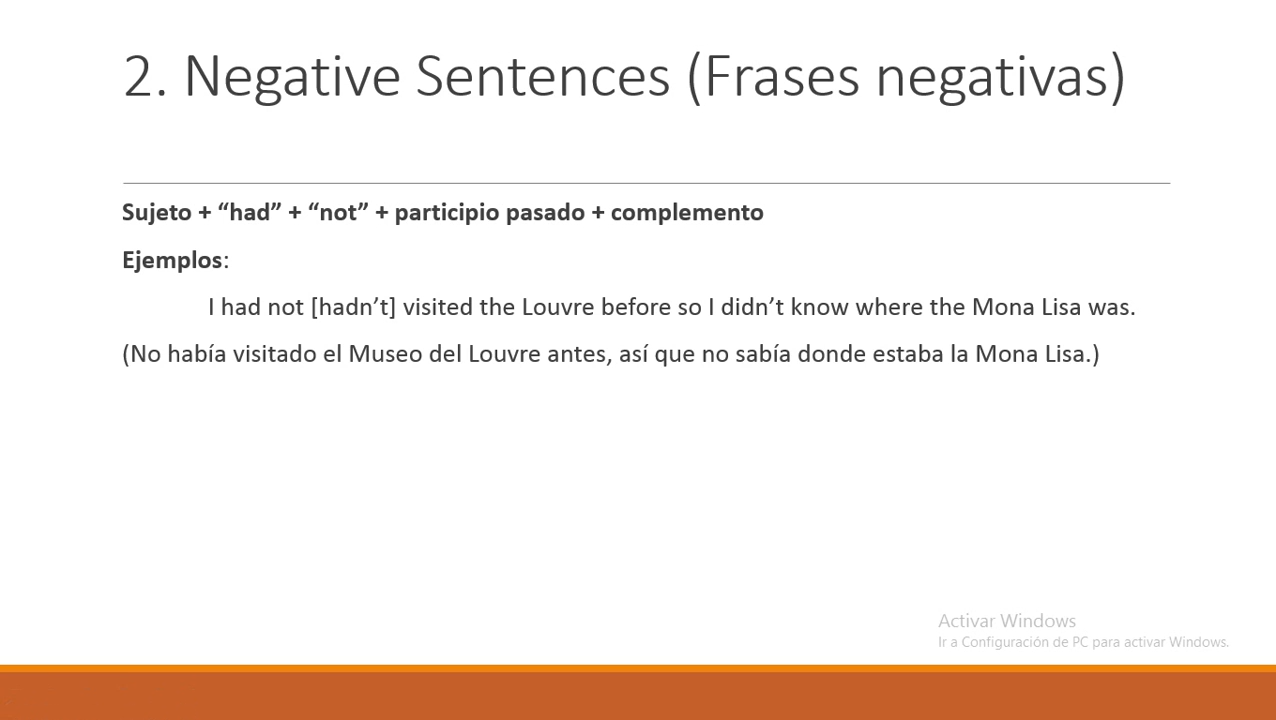 2. Negative Sentences (Frases negativas)
Sujeto + “had” + “not” + participio pasado + complemento
Ejemplos:
I had not [hadn’t] visited the Louvre before so I didn’t know where the Mona Lisa was.
(No había visitado el Museo del Louvre antes, así que no sabía donde estaba la Mona Lisa.)
Activar Windows
Ir a Configuración de PC para activar Windows.